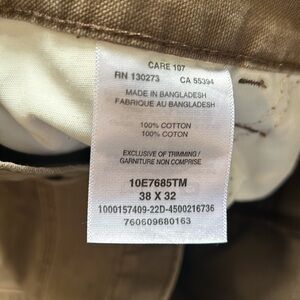 CARE 107
RN 130273 CA 55394
MADE IN BANGLADESH
FABRIQUE AU BANGLADESH
100% COTTON
100% COTON
EXCLUSIVE OF TRIMMING/
GARNITURE NON COMPRISE
10E7685TM
38 X 32
1000157409-22D-4500216736
760609680163